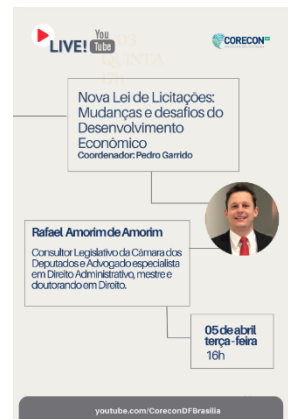 LIVE! You Tube
CORECON
Nova Lei de Licitações:
Mudanças e desafios do
Desenvolvimento
Econômico
Coordenador: Pedro Garrido
Rafael Amorim de Amorim
Consultor Legislativo da Câmara dos
Deputados e Advogado especialista
em Direito Administrativo, mestre e
doutorando em Direito.
05 de abril
terça-feira
16h
youtube.com/CoreconDFBrasilia